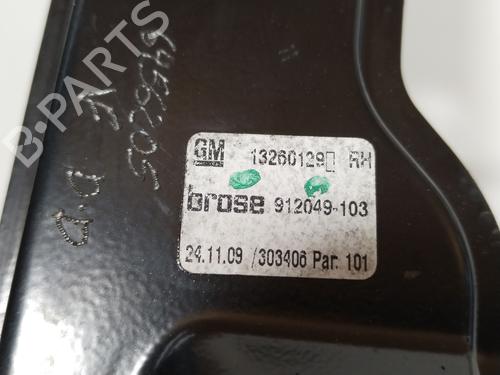 B-PARTS
GM 13260129▯ RH
brose 912049-103
24.11.09 /303406 Par. 101